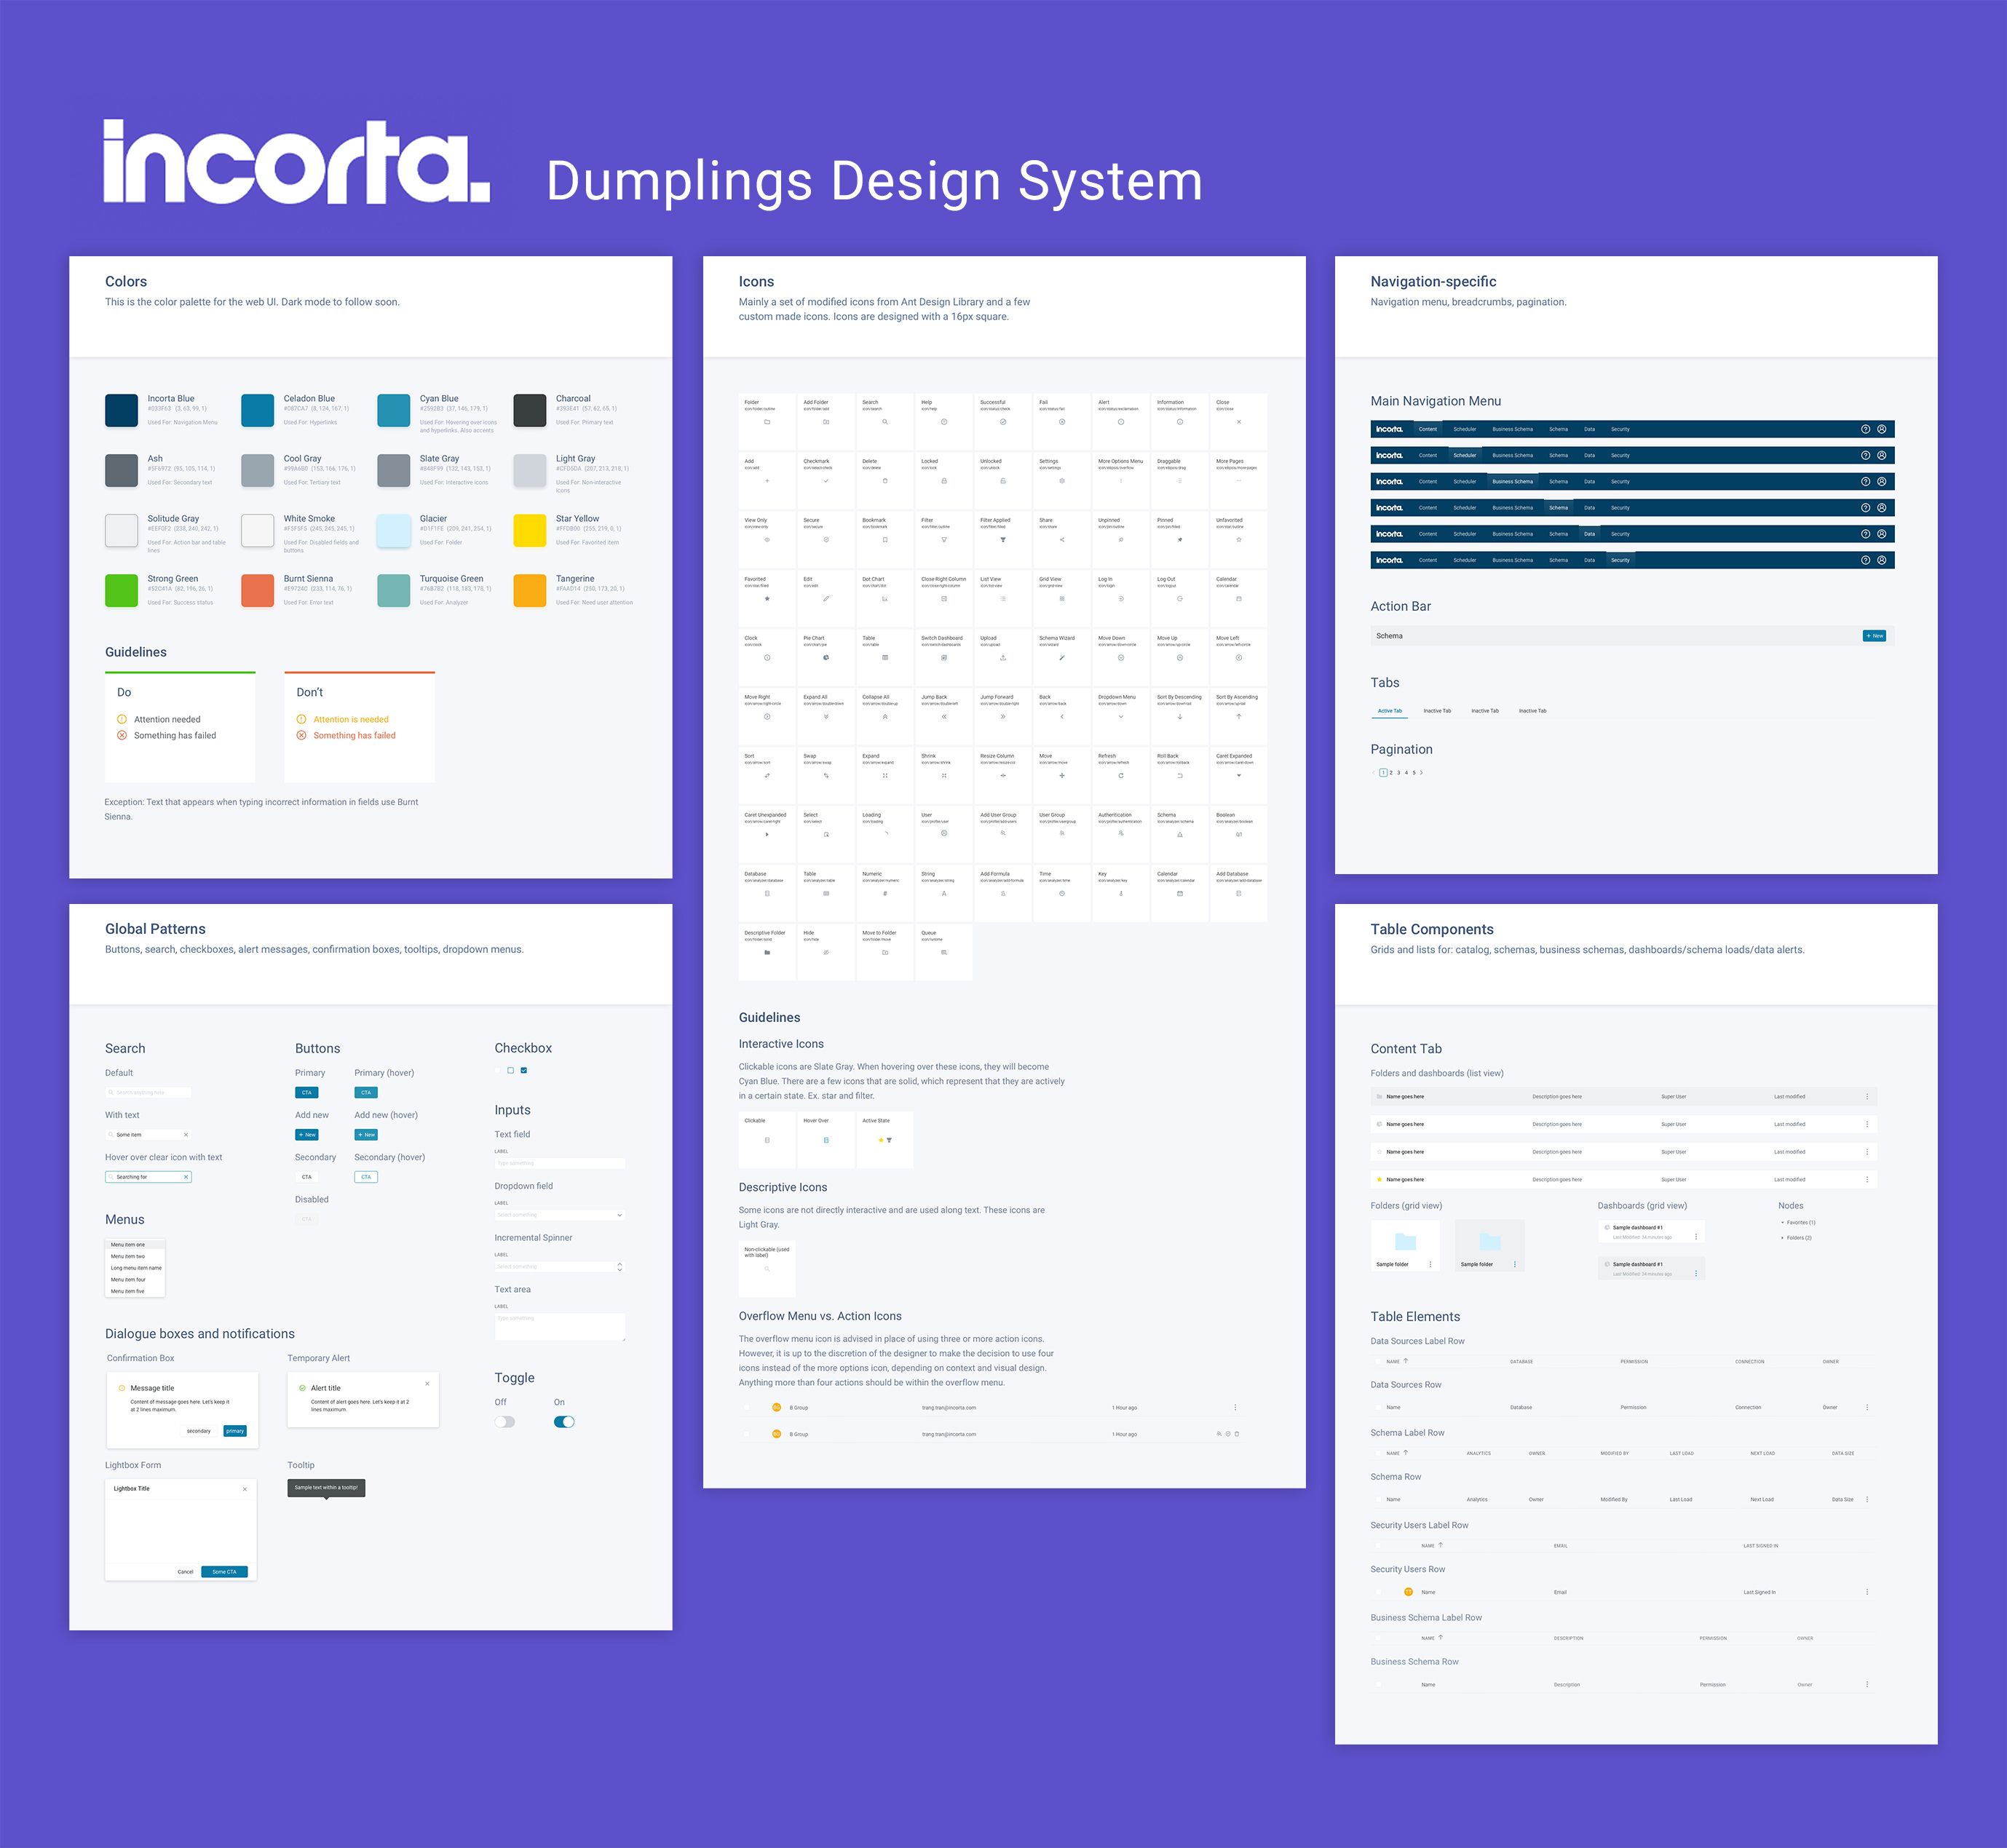 incorta.
Dumplings Design System
Colors
This is the color palette for the web UI. Dark mode to follow soon.
Incorta Blue
#033F63 (3, 63, 99, 1)
Used For: Navigation Menu
Celadon Blue
#087CA7 (8, 124, 167, 1)
Used For: Hyperlinks
Cyan Blue
#2592B3 (37, 146, 179, 1)
Used For: Hovering over icons
and hyperlinks. Also accents
Charcoal
#393E41 (57, 62, 65, 1)
Used For: Primary text
Ash
#5F6972 (95, 105, 114, 1)
Used For: Secondary text
Cool Gray
#99A6B0 (153, 166, 176, 1)
Used For: Tertiary text
Slate Gray
#848F99 (132, 143, 153, 1)
Used For: Interactive icons
Light Gray
#CFD5DA (207, 213, 218, 1)
Used For: Non-interactive
icons
Solitude Gray
#EEF0F2 (238, 240, 242, 1)
Used For: Action bar and table
lines
White Smoke
#F5F5F5 (245, 245, 245, 1)
Used For: Disabled fields and
buttons
Glacier
#D1F1FE (209, 241, 254, 1)
Used For: Folder
Star Yellow
#FFDB00 (255, 219, 0, 1)
Used For: Favorited item
Strong Green
#52C41A (82, 196, 26, 1)
Used For: Success status
Burnt Sienna
#E9724C (233, 114, 76, 1)
Used For: Error text
Turquoise Green
#76B7B2 (118, 183, 178, 1)
Used For: Analyzer
Tangerine
#FAAD14 (250, 173, 20, 1)
Used For: Need user attention
Guidelines
Do
Attention needed
Something has failed
Don't
Attention is needed
Something has failed
Exception: Text that appears when typing incorrect information in fields use Burnt
Sienna.
Global Patterns
Buttons, search, checkboxes, alert messages, confirmation boxes, tooltips, dropdown menus.
Search
Default
Search anything here
With text
Some item
Hover over clear icon with text
Searching for
Menus
Menu item one
Menu item two
Long menu item name
Menu item four
Menu item five
Buttons
Primary
Primary (hover)
CTA
CTA
Add new
Add new (hover)
+ New
+ New
Secondary
Secondary (hover)
CTA
CTA
Disabled
CTA
Checkbox
Inputs
Text field
LABEL
Type something
Dropdown field
LABEL
Select something
Incremental Spinner
LABEL
Select something
Text area
LABEL
Type something
Toggle
Off
On
Dialogue boxes and notifications
Confirmation Box
Message title
Content of message goes here. Let's keep it
at 2 lines maximum.
secondary
primary
Temporary Alert
Alert title
Content of alert goes here. Let's keep it at 2
lines maximum.
Lightbox Form
Lightbox Title
Cancel
Some CTA
Tooltip
Sample text within a tooltip!
Icons
Mainly a set of modified icons from Ant Design Library and a few
custom made icons. Icons are designed with a 16px square.
Folder
Add Folder
Search
Help
Successful
Fail
Alert
Information
Close
Add
Checkmark
Delete
Locked
Unlocked
Settings
More Options Menu
Draggable
More Pages
View Only
Secure
Bookmark
Filter
Filter Applied
Share
Unpinned
Pinned
Unfavorited
Favorited
Edit
Dot Chart
Close Right Column
List View
Grid View
Log In
Log Out
Calendar
Clock
Pie Chart
Table
Switch Dashboard
Upload
Schema Wizard
Move Down
Move Up
Move Left
Move Right
Expand All
Collapse All
Jump Back
Jump Forward
Back
Dropdown Menu
Sort By Descending
Sort By Ascending
Sort
Swap
Expand
Shrink
Resize Column
Move
Refresh
Roll Back
Caret Expanded
Caret Unexpanded
Select
Loading
User
Add User Group
User Group
Authentication
Schema
Boolean
Database
Table
Numeric
String
Add Formula
Time
Key
Calendar
Add Database
Descriptive Folder
Hide
Move to Folder
Queue
Guidelines
Interactive Icons
Clickable icons are Slate Gray. When hovering over these icons, they will become
Cyan Blue. There are a few icons that are solid, which represent that they are actively
in a certain state. Ex. star and filter.
Clickable
Hover Over
Active State
Descriptive Icons
Some icons are not directly interactive and are used along text. These icons are
Light Gray.
Non-clickable (used
with label)
Overflow Menu vs. Action Icons
The overflow menu icon is advised in place of using three or more action icons.
However, it is up to the discretion of the designer to make the decision to use four
icons instead of the more options icon, depending on context and visual design.
Anything more than four actions should be within the overflow menu.
B Group
trang.tran@incorta.com
1 Hour ago
B Group
trang.tran@incorta.com
1 Hour ago
Navigation-specific
Navigation menu, breadcrumbs, pagination.
Main Navigation Menu
incorta. Content Scheduler Business Schema Schema Data Security
incorta. Content Scheduler Business Schema Schema Data Security
incorta. Content Scheduler Business Schema Schema Data Security
incorta. Content Scheduler Business Schema Schema Data Security
incorta. Content Scheduler Business Schema Schema Data Security
incorta. Content Scheduler Business Schema Schema Data Security
Action Bar
Schema
+ New
Tabs
Active Tab Inactive Tab Inactive Tab Inactive Tab
Pagination
< 1 2 3 4 5 >
Table Components
Grids and lists for: catalog, schemas, business schemas, dashboards/schema loads/data alerts.
Content Tab
Folders and dashboards (list view)
Name goes here Description goes here Super User Last modified
Name goes here Description goes here Super User Last modified
Name goes here Description goes here Super User Last modified
Name goes here Description goes here Super User Last modified
Folders (grid view)
Sample folder
Sample folder
Dashboards (grid view)
Sample dashboard #1
Last Modified: 34 minutes ago
Sample dashboard #1
Last Modified: 34 minutes ago
Nodes
Favorites (1)
Folders (2)
Table Elements
Data Sources Label Row
NAME DATABASE PERMISSION CONNECTION OWNER
Data Sources Row
Name Database Permission Connection Owner
Schema Label Row
NAME ANALYTICS OWNER MODIFIED BY LAST LOAD NEXT LOAD DATA SIZE
Schema Row
Name Analytics Owner Modified By Last Load Next Load Data Size
Security Users Label Row
NAME EMAIL LAST SIGNED IN
Security Users Row
Name Email Last Signed In
Business Schema Label Row
NAME DESCRIPTION PERMISSION OWNER
Business Schema Row
Name Description Permission Owner